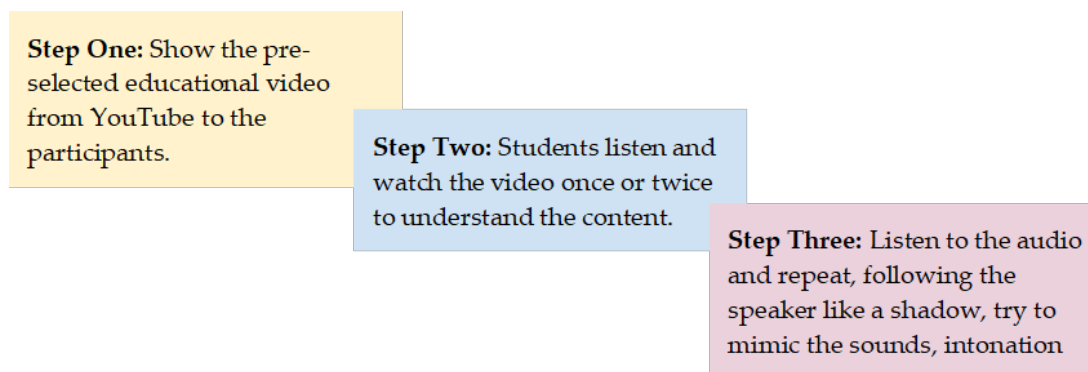 Step One: Show the pre-
selected educational video
from YouTube to the
participants.
Step Two: Students listen and
watch the video once or twice
to understand the content.
Step Three: Listen to the audio
and repeat, following the
speaker like a shadow, try to
mimic the sounds, intonation